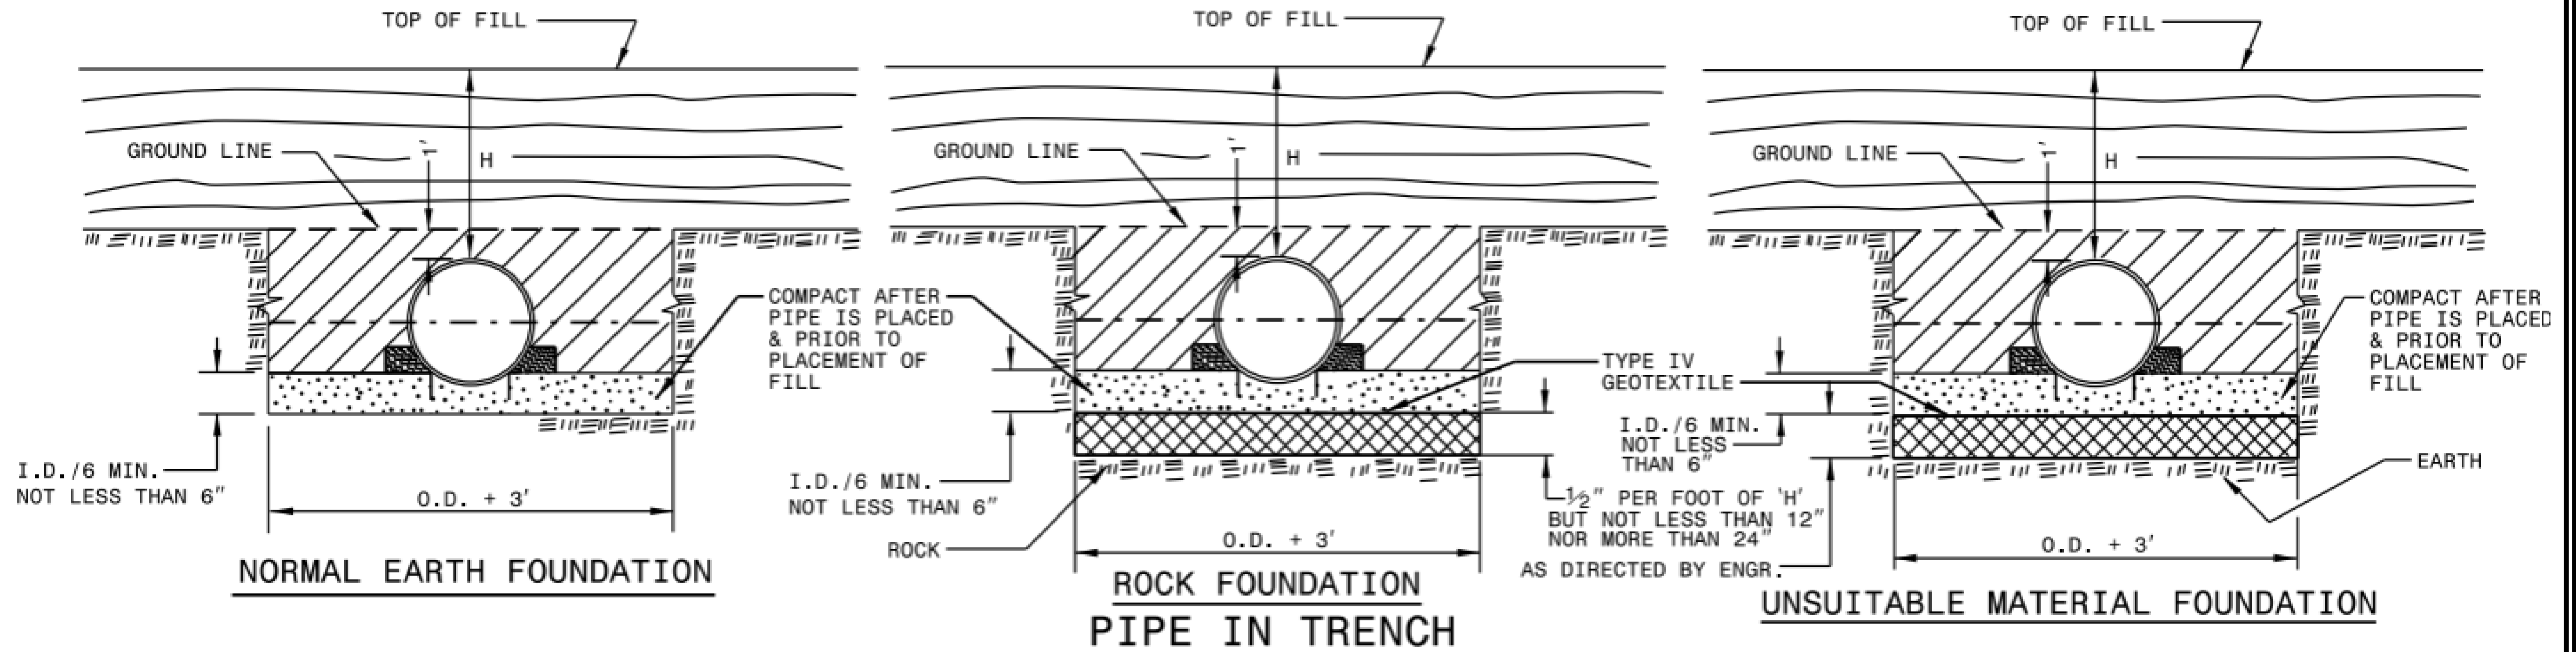 TOP OF FILL
GROUND LINE
1'
H
I.D./6 MIN.
NOT LESS THAN 6"
O.D. + 3'
NORMAL EARTH FOUNDATION
COMPACT AFTER
PIPE IS PLACED
& PRIOR TO
PLACEMENT OF
FILL
TOP OF FILL
GROUND LINE
1'
H
I.D./6 MIN.
NOT LESS THAN 6"
ROCK
O.D. + 3'
ROCK FOUNDATION
PIPE IN TRENCH
TYPE IV
GEOTEXTILE
½" PER FOOT OF 'H'
BUT NOT LESS THAN 12"
NOR MORE THAN 24"
TOP OF FILL
GROUND LINE
1'
H
I.D./6 MIN.
NOT LESS
THAN 6"
AS DIRECTED BY ENGR.
COMPACT AFTER
PIPE IS PLACED
& PRIOR TO
PLACEMENT OF
FILL
EARTH
O.D. + 3'
UNSUITABLE MATERIAL FOUNDATION